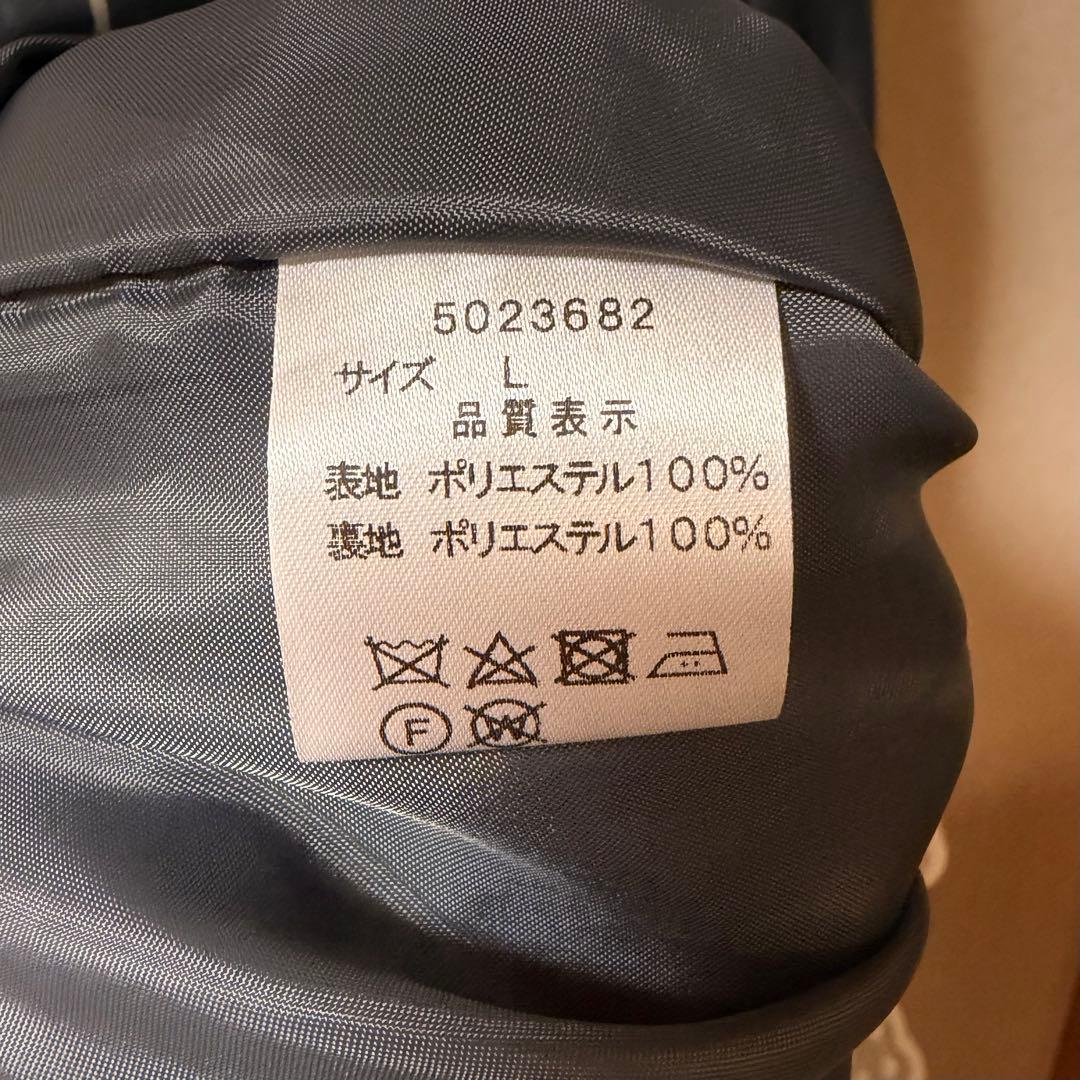 5023682
サイズ L
品質表示
表地 ポリエステル100%
裏地 ポリエステル100%
F W